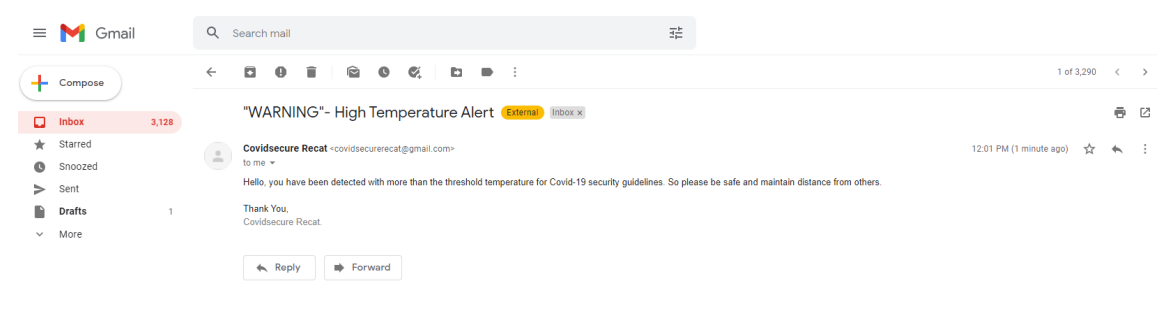 Gmail
Search mail
Compose
1 of 3,290
"WARNING"- High Temperature Alert External Inbox x
Inbox 3,128
Starred
Snoozed
Sent
Drafts 1
More
Covidsecure Recat <covidsecurerecat@gmail.com> 12:01 PM (1 minute ago)
to me
Hello, you have been detected with more than the threshold temperature for Covid-19 security guidelines. So please be safe and maintain distance from others.
Thank You,
Covidsecure Recat.
Reply Forward